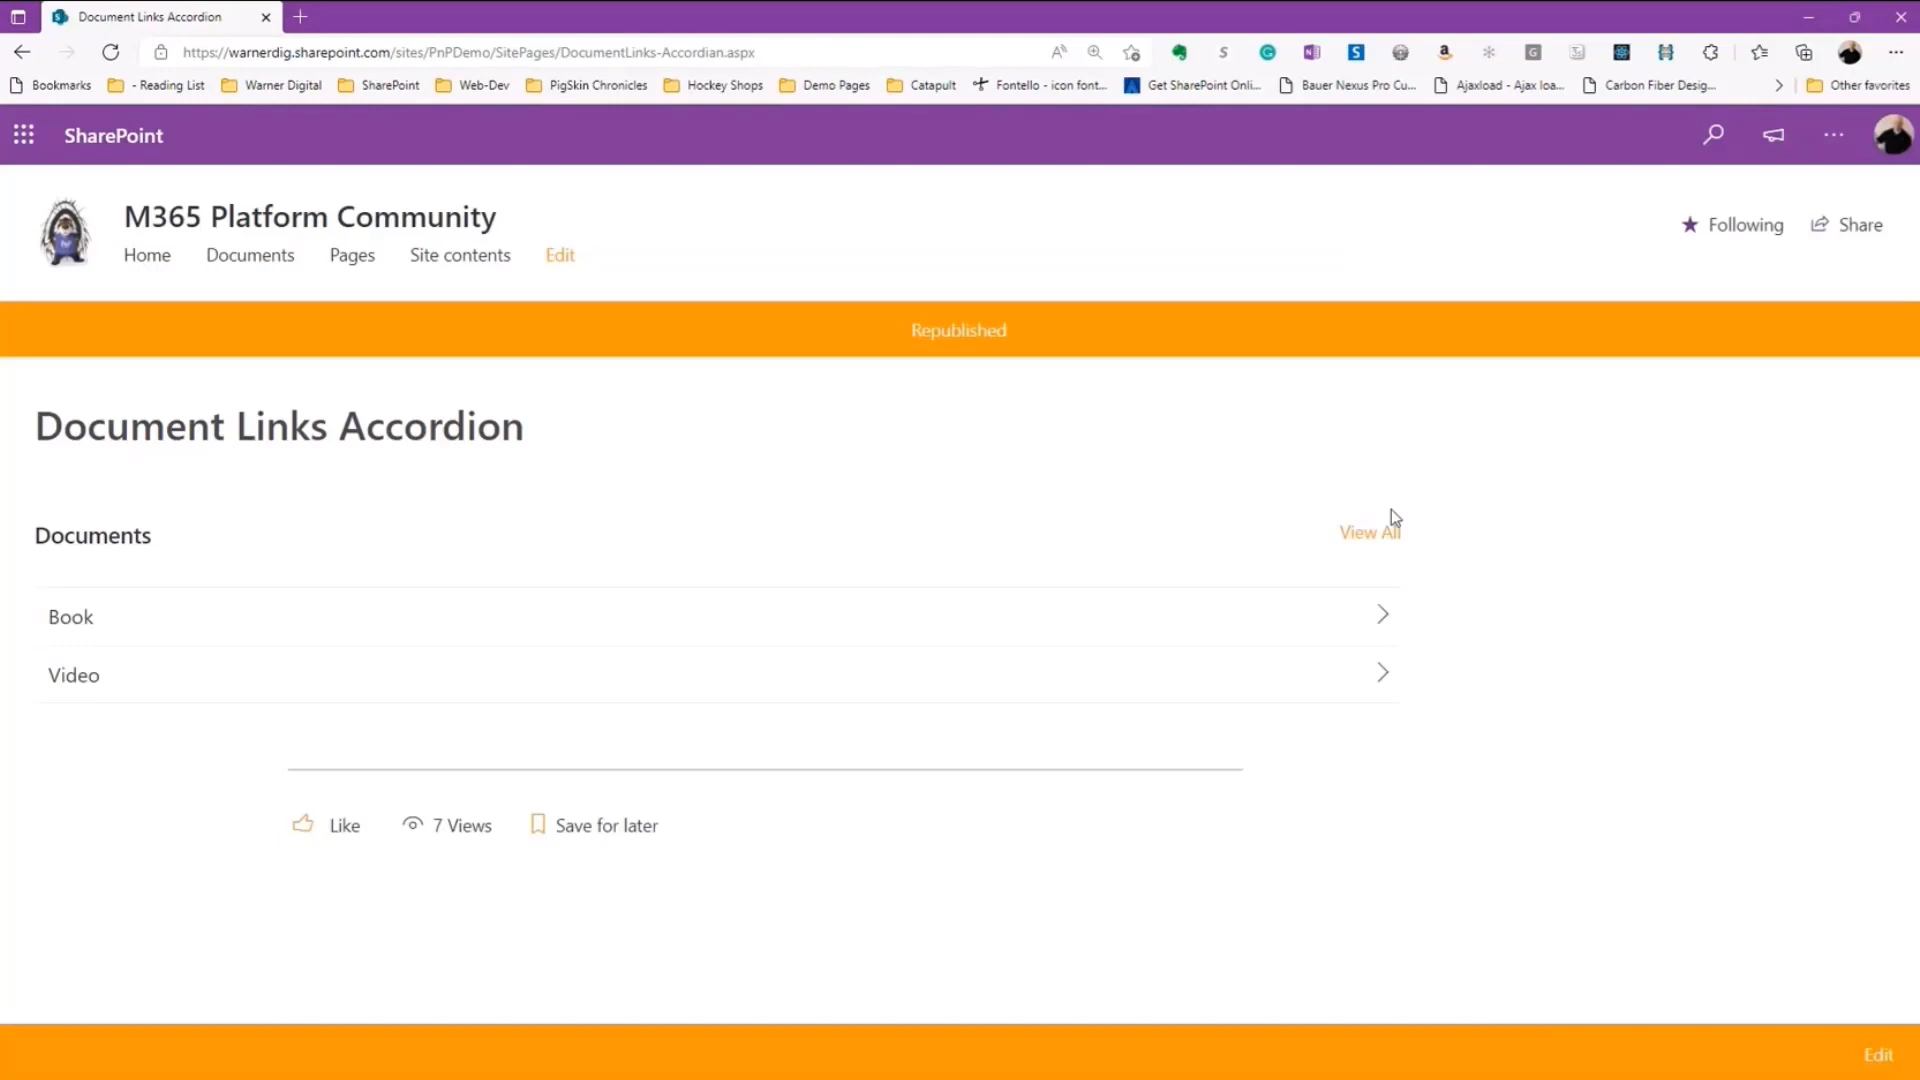 Document Links Accordion
https://warnerdig.sharepoint.com/sites/PnPDemo/SitePages/DocumentLinks-Accordian.aspx
Bookmarks - Reading List Warner Digital SharePoint Web-Dev PigSkin Chronicles Hockey Shops Demo Pages Catapult Fontello - icon font... Get SharePoint Onli... Bauer Nexus Pro Cu... Ajaxload - Ajax loa... Carbon Fiber Desig... Other favorites
SharePoint
M365 Platform Community
Following Share
Home Documents Pages Site contents Edit
Republished
Document Links Accordion
Documents View All
Book
Video
Like 7 Views Save for later
Edit